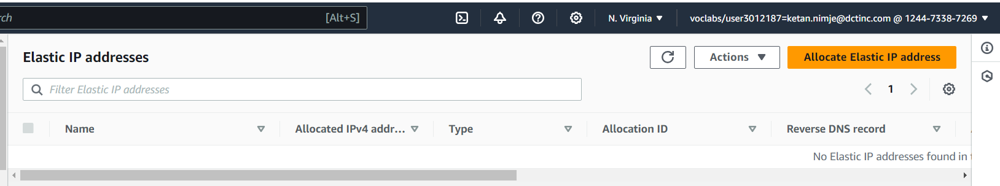 [Alt+S] N. Virginia voclabs/user3012187=ketan.nimje@dctinc.com @ 1244-7338-7269
Elastic IP addresses Actions Allocate Elastic IP address
Filter Elastic IP addresses 1
Name Allocated IPv4 addr... Type Allocation ID Reverse DNS record
No Elastic IP addresses found in